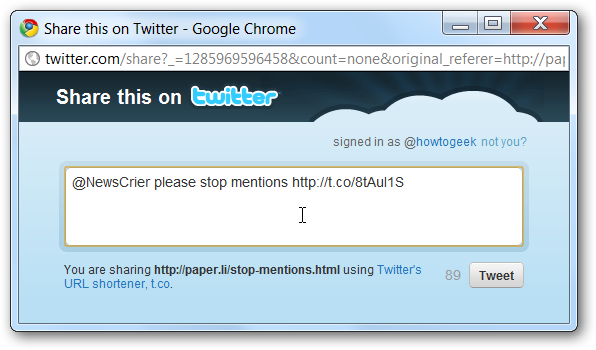 Share this on Twitter - Google Chrome
twitter.com/share?_=1285969596458&count=none&original_referer=http://pap
Share this on twitter
signed in as @howtogeek not you?
@NewsCrier please stop mentions http://t.co/8tAul1S
You are sharing http://paper.li/stop-mentions.html using Twitter's
URL shortener, t.co.
89 Tweet